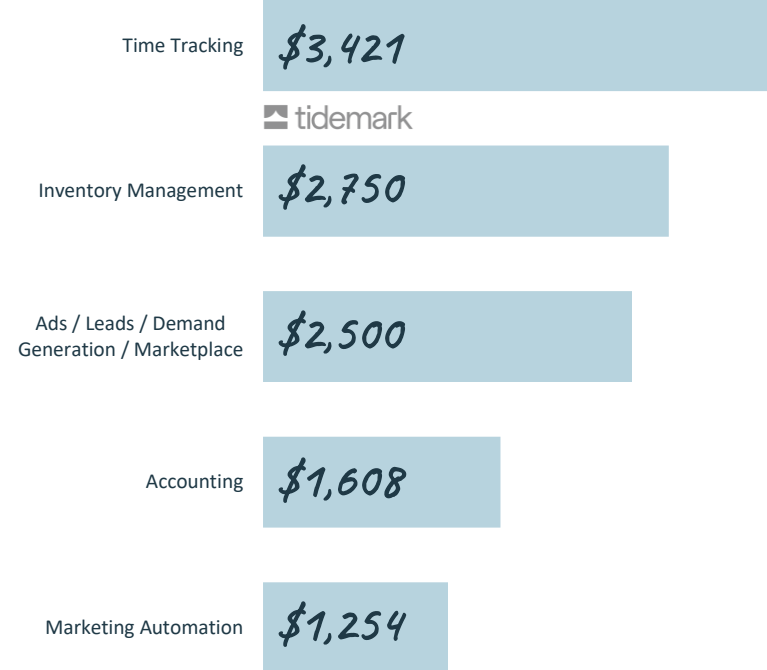 Time Tracking $3,421
tidemark
Inventory Management $2,750
Ads / Leads / Demand
Generation / Marketplace $2,500
Accounting $1,608
Marketing Automation $1,254